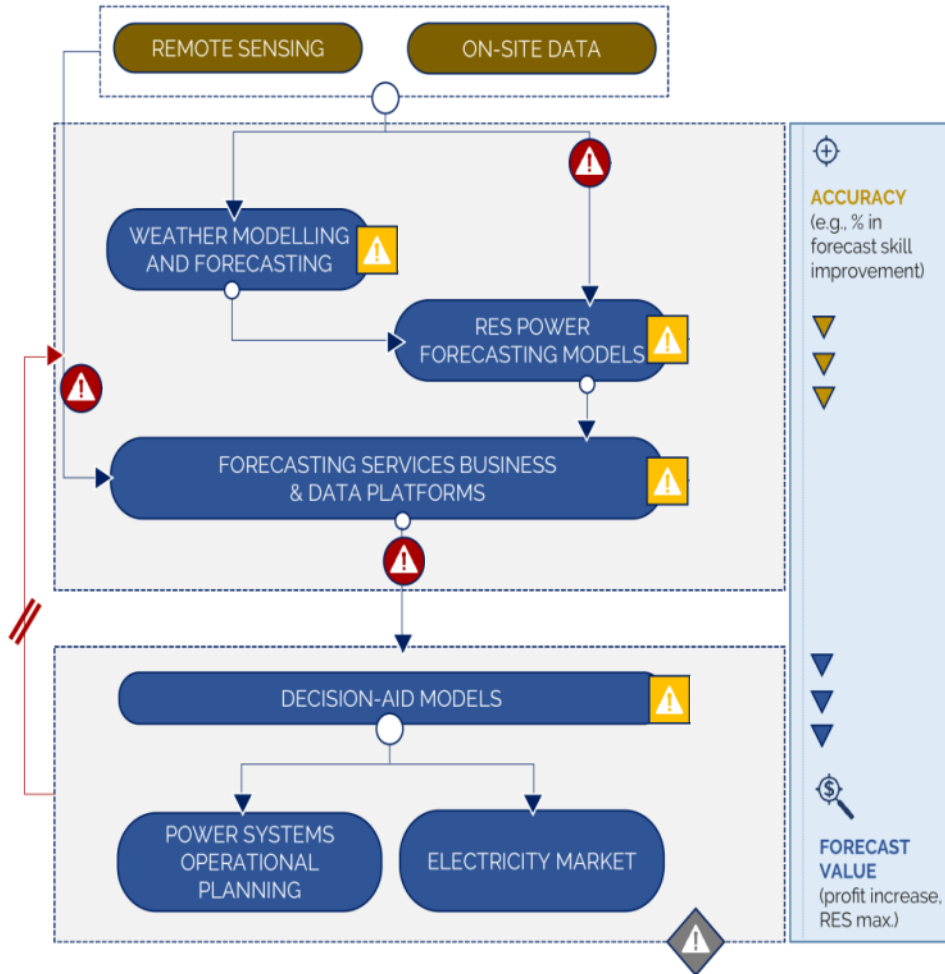 REMOTE SENSING
ON-SITE DATA
WEATHER MODELLING
AND FORECASTING
RES POWER
FORECASTING MODELS
FORECASTING SERVICES BUSINESS
& DATA PLATFORMS
DECISION-AID MODELS
POWER SYSTEMS
OPERATIONAL
PLANNING
ELECTRICITY MARKET
ACCURACY
(e.g., % in
forecast skill
improvement)
FORECAST
VALUE
(profit increase,
RES max.)